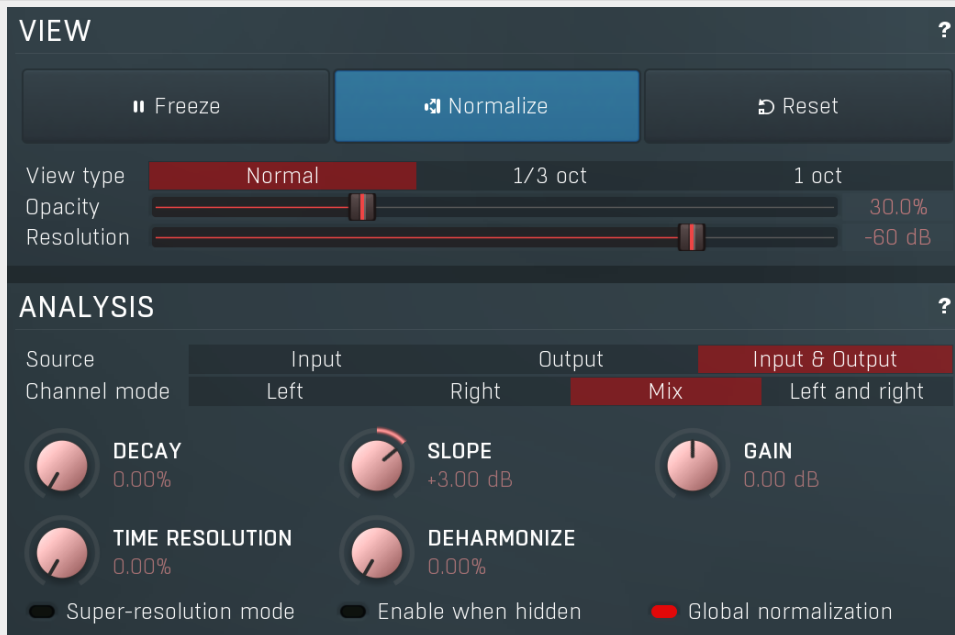 VIEW ?
Freeze Normalize Reset
View type Normal 1/3 oct 1 oct
Opacity 30.0%
Resolution -60 dB
ANALYSIS ?
Source Input Output Input & Output
Channel mode Left Right Mix Left and right
DECAY SLOPE GAIN
0.00% +3.00 dB 0.00 dB
TIME RESOLUTION DEHARMONIZE
0.00% 0.00%
Super-resolution mode Enable when hidden Global normalization